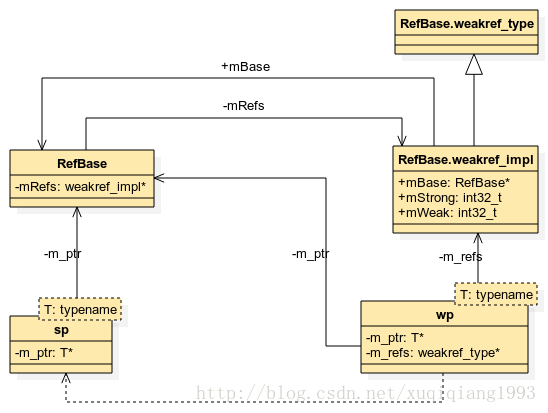 RefBase.weakref_type
+mBase
-mRefs
RefBase
-mRefs: weakref_impl*
RefBase.weakref_impl
+mBase: RefBase*
+mStrong: int32_t
+mWeak: int32_t
-m_ptr
-m_ptr
-m_refs
T: typename
sp
-m_ptr: T*
T: typename
wp
-m_ptr: T*
-m_refs: weakref_type*
http://blog.csdn.net/xuqiqiang1993